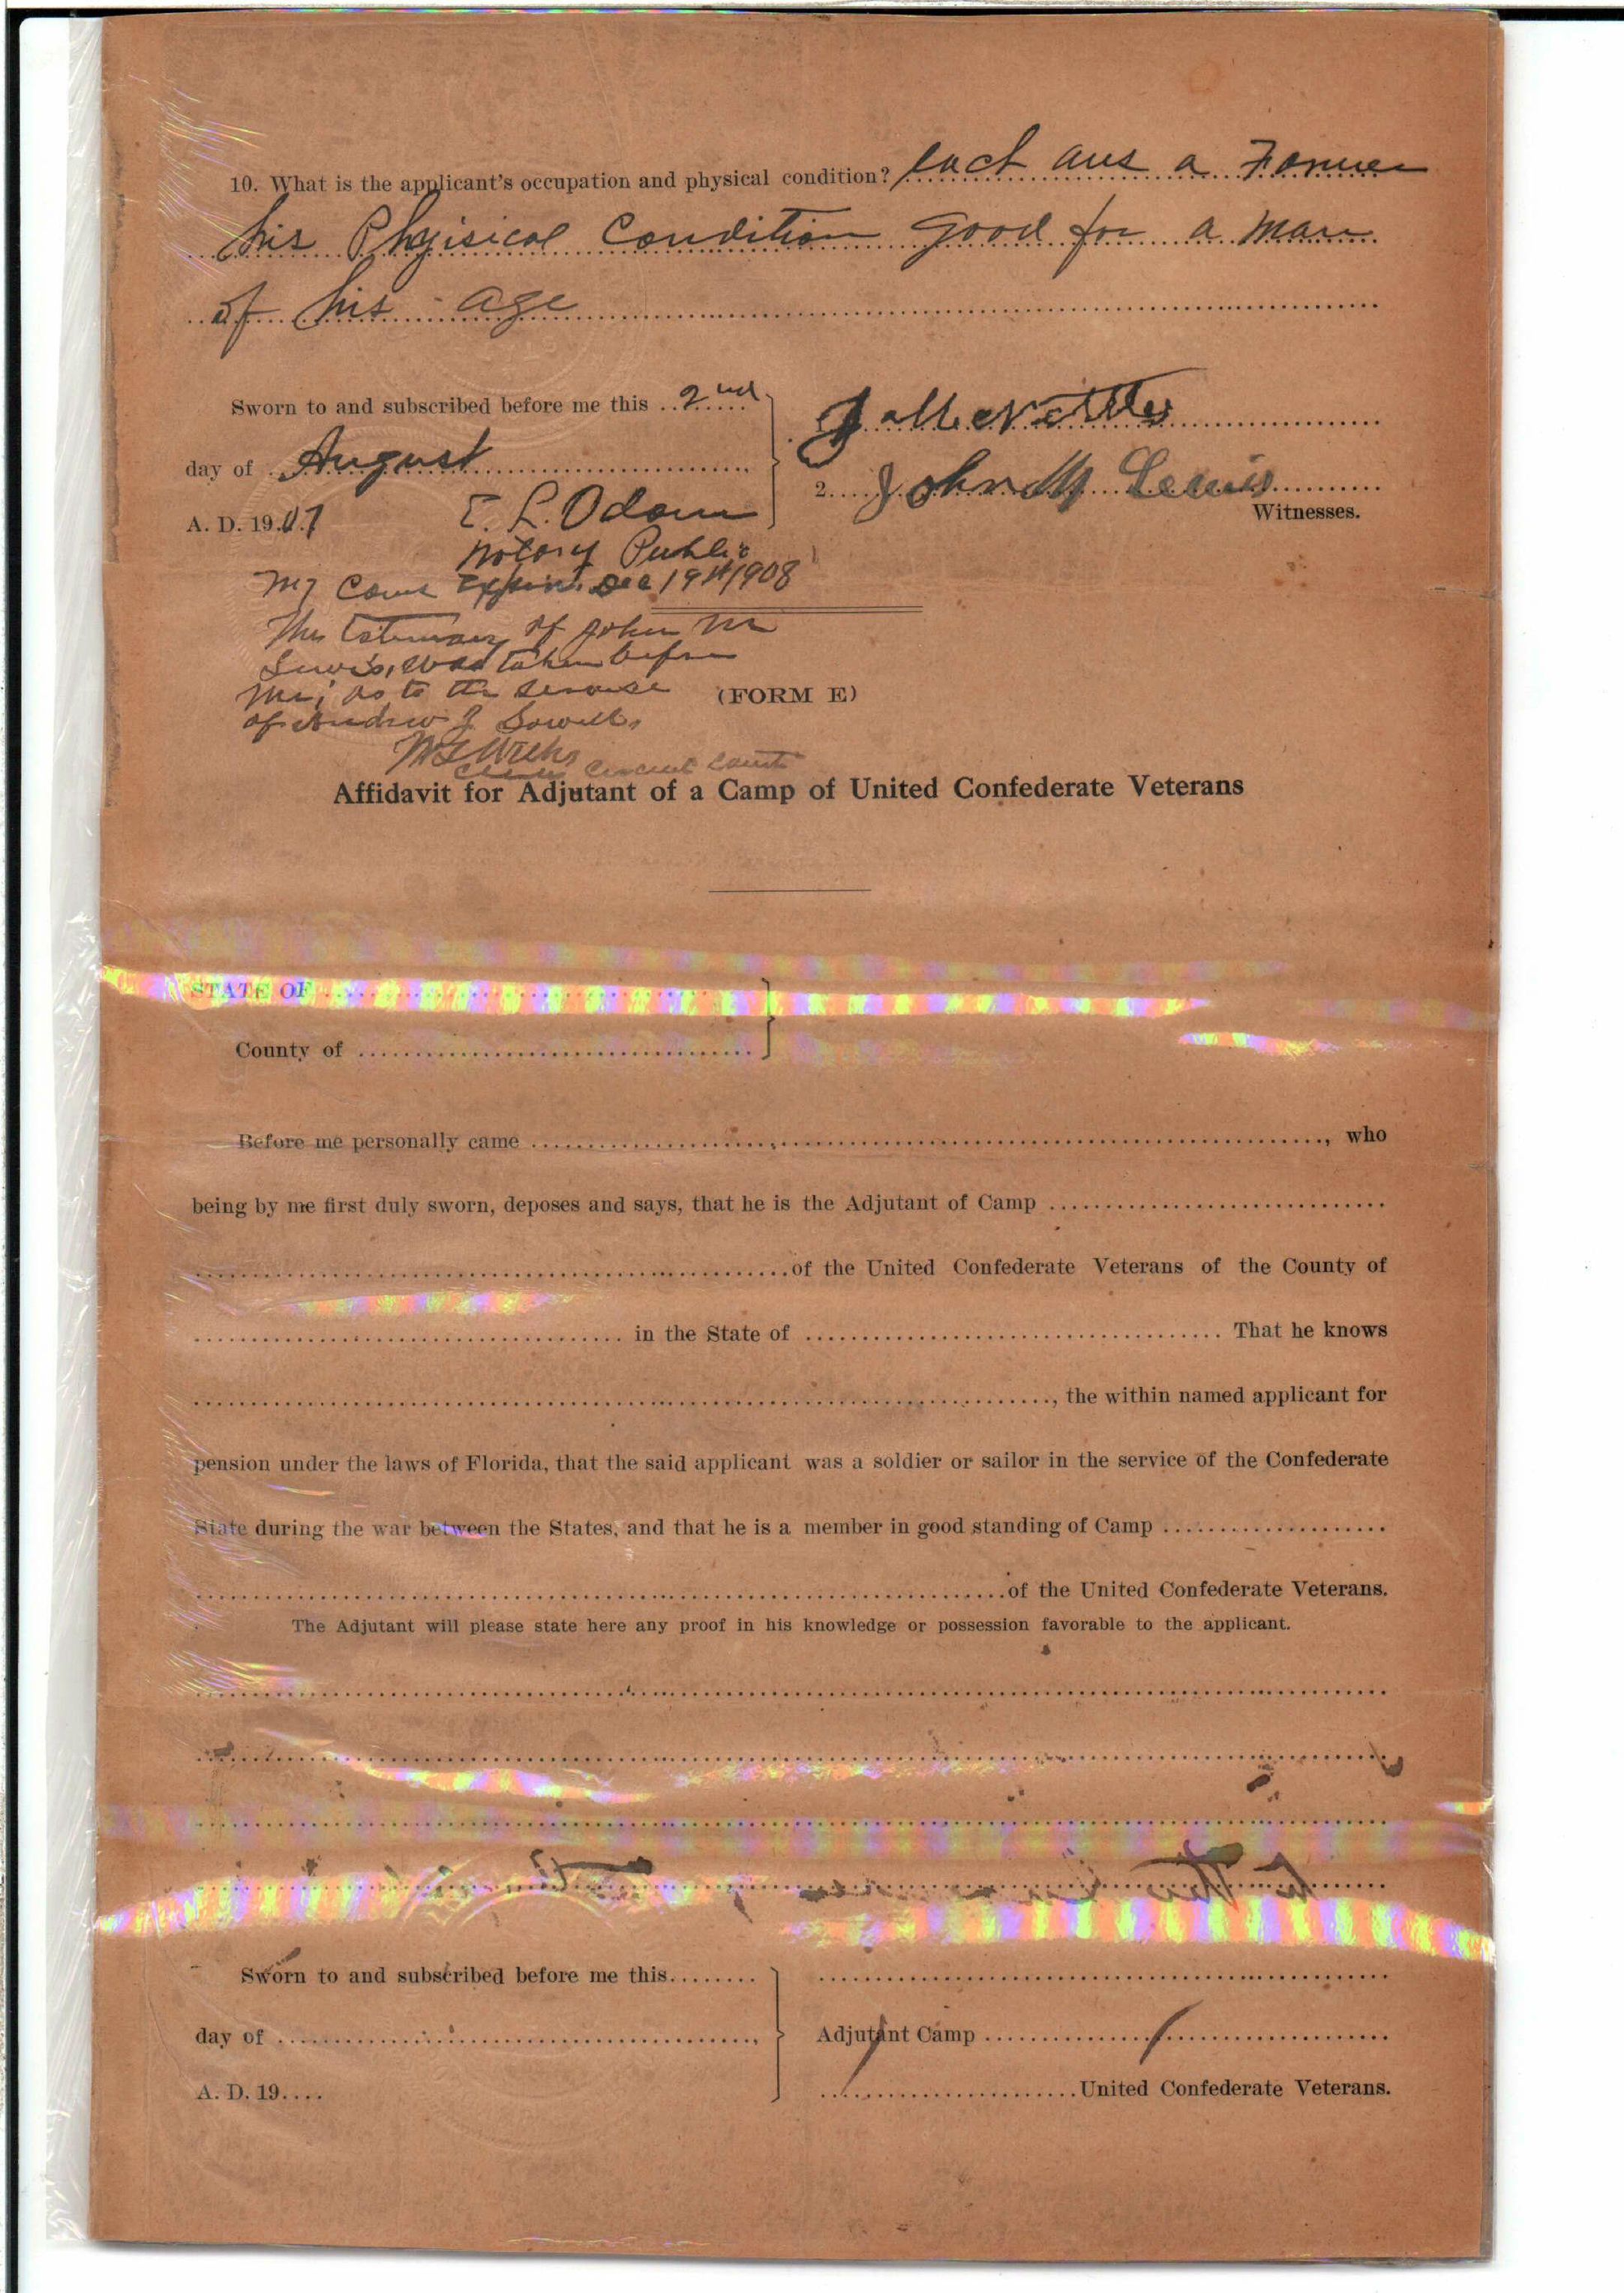 10. What is the applicant's occupation and physical condition? ans a Farmer
his Phyisical Condition good for a man
of his age
Sworn to and subscribed before me this 2nd
day of August
A. D. 19.07
E. L. Odom
Notary Public
My Com Expires Dec 19th 1908
2. John M Lewis
Witnesses.
This testimony of John M
Lewis, was taken before
me; as to the service
of Andrew J Sowell.
Circuit Court
(FORM E)
Affidavit for Adjutant of a Camp of United Confederate Veterans
STATE OF
County of
Before me personally came , who
being by me first duly sworn, deposes and says, that he is the Adjutant of Camp
of the United Confederate Veterans of the County of
in the State of That he knows
, the within named applicant for
pension under the laws of Florida, that the said applicant was a soldier or sailor in the service of the Confederate
State during the war between the States, and that he is a member in good standing of Camp
of the United Confederate Veterans.
The Adjutant will please state here any proof in his knowledge or possession favorable to the applicant.
Sworn to and subscribed before me this
day of ,
A. D. 19....
Adjutant Camp
United Confederate Veterans.